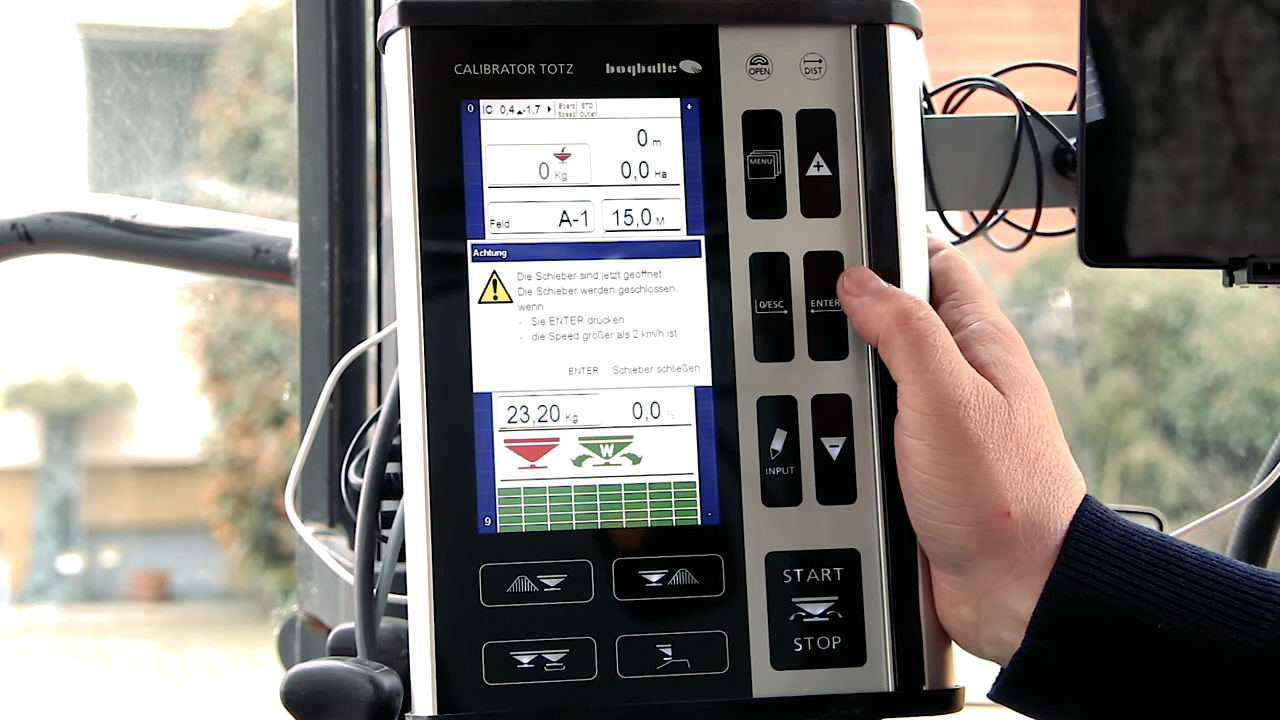 CALIBRATOR TOTZ
bogballe
OPEN
DIST
0
IC 0,4 -1,7
Board Speed
STD Outlet
+
0 m
0 Kg
0,0 Ha
Feld A-1
15,0 M
Achtung
Die Schieber sind jetzt geöffnet
Die Schieber werden geschlossen,
wenn
- Sie ENTER drücken
- die Speed größer als 2 km/h ist
ENTER Schieber schließen
23,20 Kg
0,0
W
9
-
MENU
+
0/ESC
ENTER
INPUT
-
START
STOP